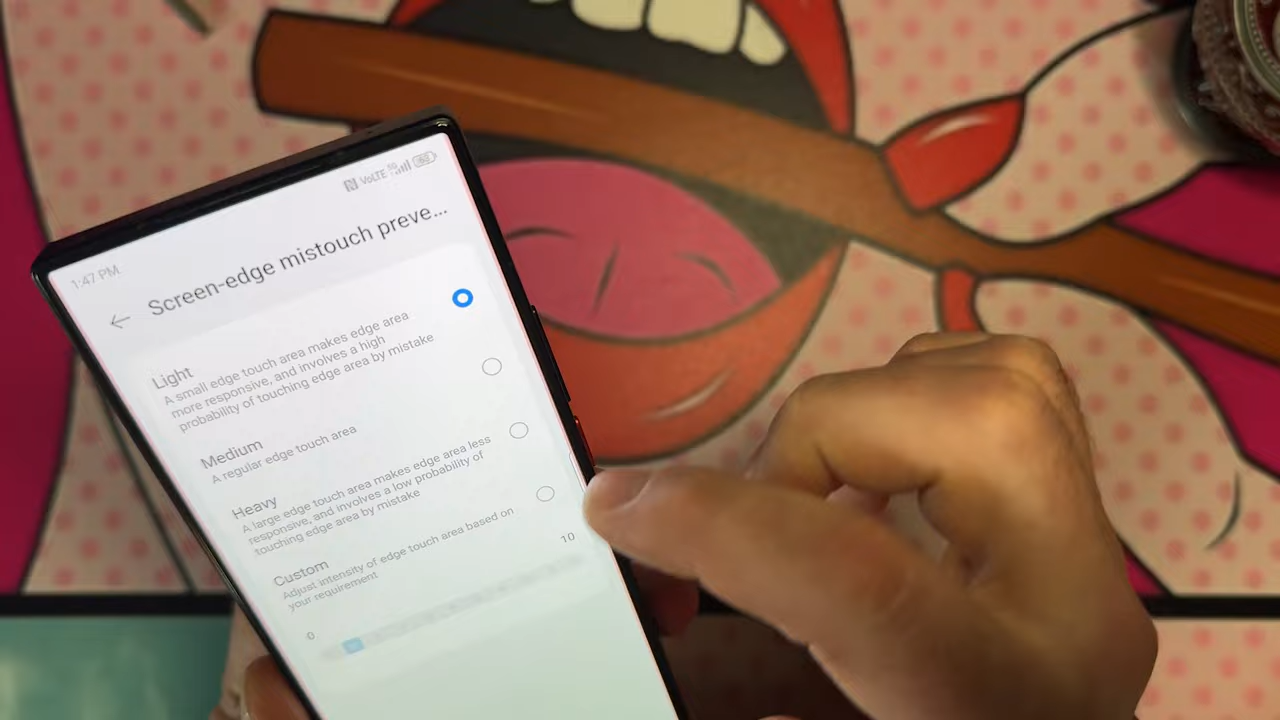 1:47 PM
VoLTE 5G
Screen-edge mistouch preve...
Light
A small edge touch area makes edge area
more responsive, and involves a high
probability of touching edge area by mistake
Medium
A regular edge touch area
Heavy
A large edge touch area makes edge area less
responsive, and involves a low probability of
touching edge area by mistake
Custom
Adjust intensity of edge touch area based on
your requirement
0
10